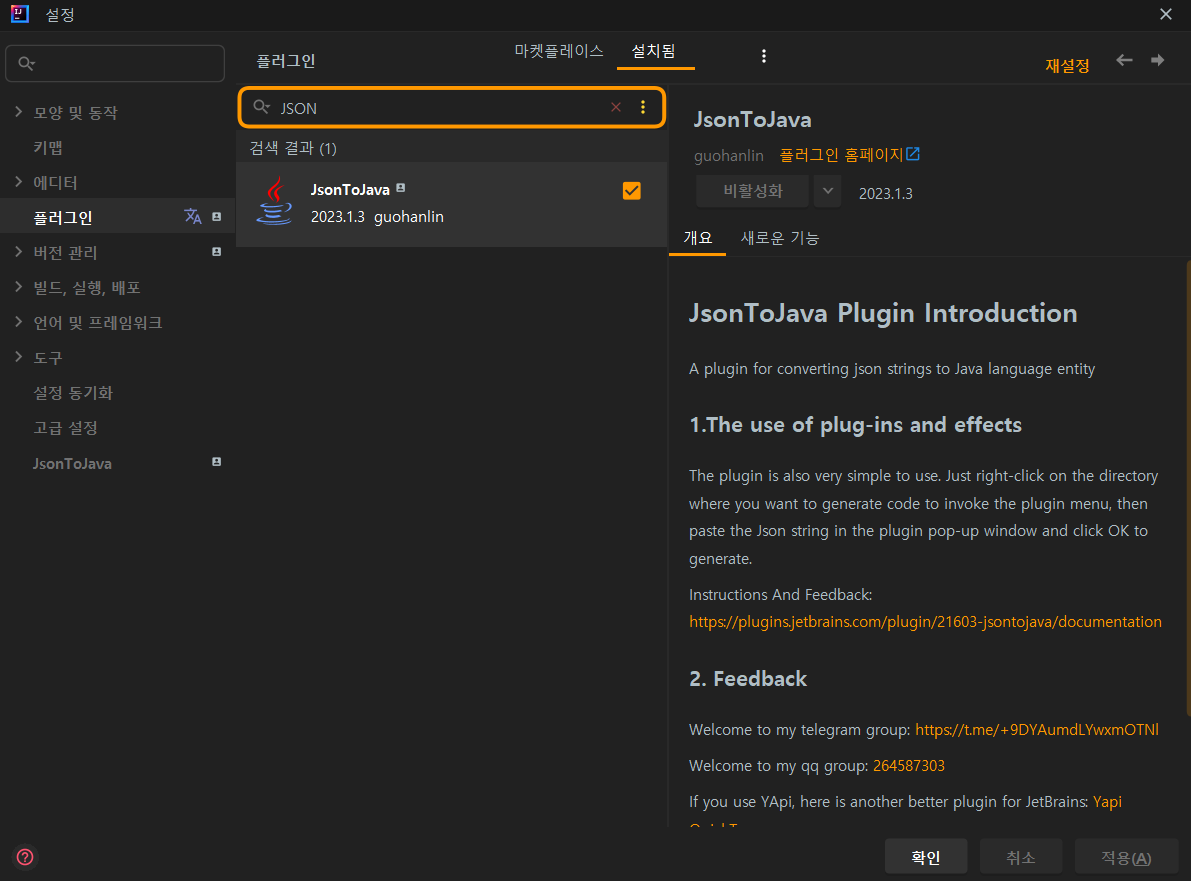 설정
플러그인
마켓플레이스
설치됨
재설정
모양 및 동작
키맵
에디터
플러그인
버전 관리
빌드, 실행, 배포
언어 및 프레임워크
도구
설정 동기화
고급 설정
JsonToJava
JSON
검색 결과 (1)
JsonToJava
2023.1.3 guohanlin
JsonToJava
guohanlin 플러그인 홈페이지
비활성화 2023.1.3
개요 새로운 기능
JsonToJava Plugin Introduction
A plugin for converting json strings to Java language entity
1.The use of plug-ins and effects
The plugin is also very simple to use. Just right-click on the directory
where you want to generate code to invoke the plugin menu, then
paste the Json string in the plugin pop-up window and click OK to
generate.
Instructions And Feedback:
https://plugins.jetbrains.com/plugin/21603-jsontojava/documentation
2. Feedback
Welcome to my telegram group: https://t.me/+9DYAumdLYwxmOTNl
Welcome to my qq group: 264587303
If you use YApi, here is another better plugin for JetBrains: Yapi
확인 취소 적용(A)